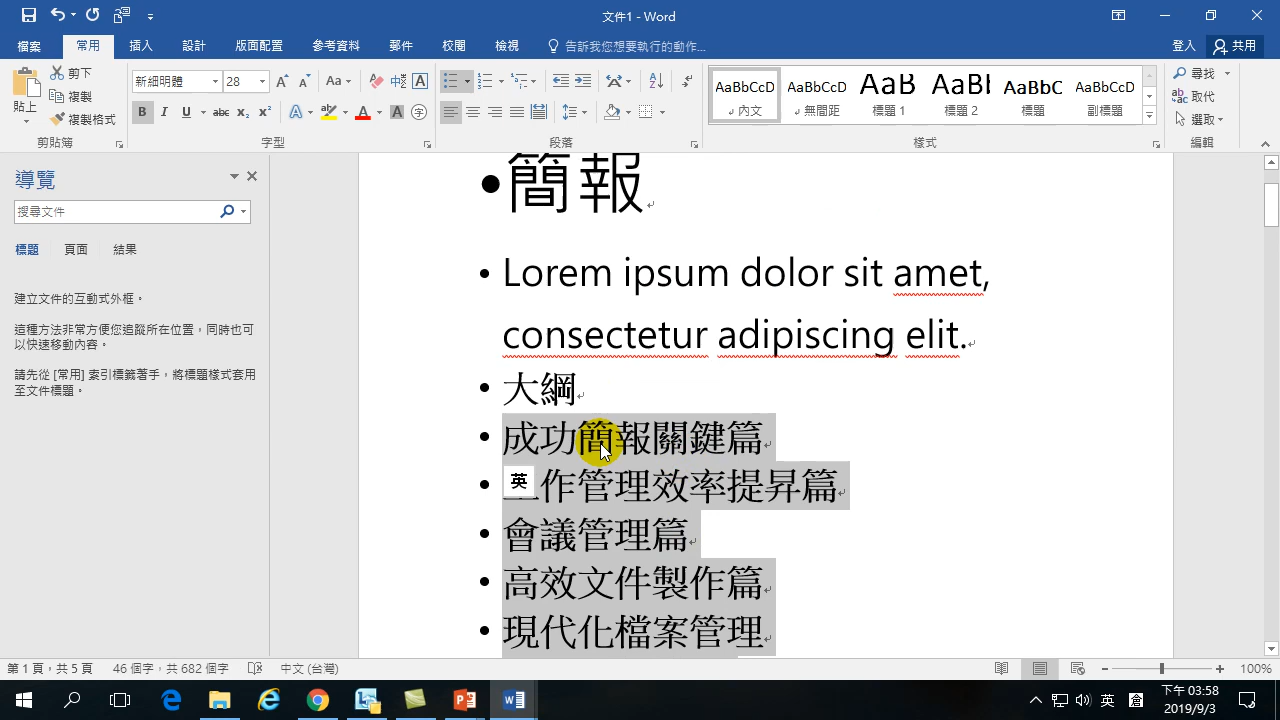 文件1 - Word
檔案 常用 插入 設計 版面配置 參考資料 郵件 校閱 檢視 告訴我您想要執行的動作... 登入 共用
貼上
剪下
複製
複製格式
新細明體 28
AaBbCcD AaBbCcD AaB AaBb AaBbC AaBbCcD
內文 無間距 標題 1 標題 2 標題 副標題
尋找
取代
選取
剪貼簿 字型 段落 樣式 編輯
導覽
搜尋文件
標題 頁面 結果
建立文件的互動式外框。
這種方法非常方便您追蹤所在位置，同時也可
以快速移動內容。
請先從 [常用] 索引標籤著手，將標題樣式套用
至文件標題。
•簡報
• Lorem ipsum dolor sit amet,
consectetur adipiscing elit.
• 大綱
• 成功簡報關鍵篇
• 作管理效率提昇篇
英
• 會議管理篇
• 高效文件製作篇
• 現代化檔案管理
第 1 頁，共 5 頁 46 個字，共 682 個字 中文 (台灣) 100%
英 下午 03:58
2019/9/3